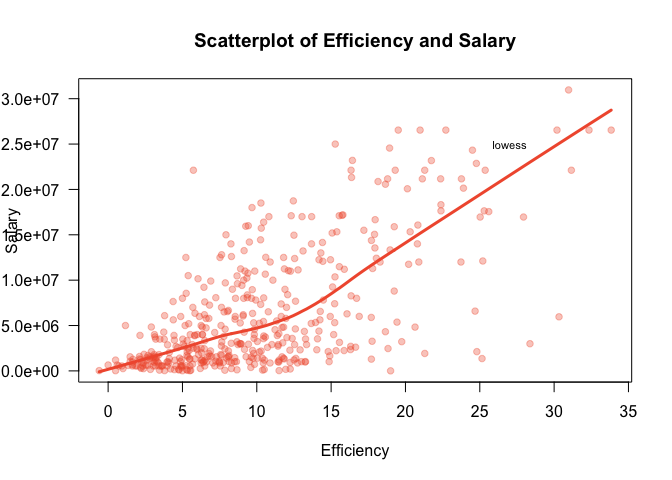 Scatterplot of Efficiency and Salary
3.0e+07
2.5e+07
2.0e+07
1.5e+07
1.0e+07
5.0e+06
0.0e+00
Salary
lowess
0 5 10 15 20 25 30 35
Efficiency